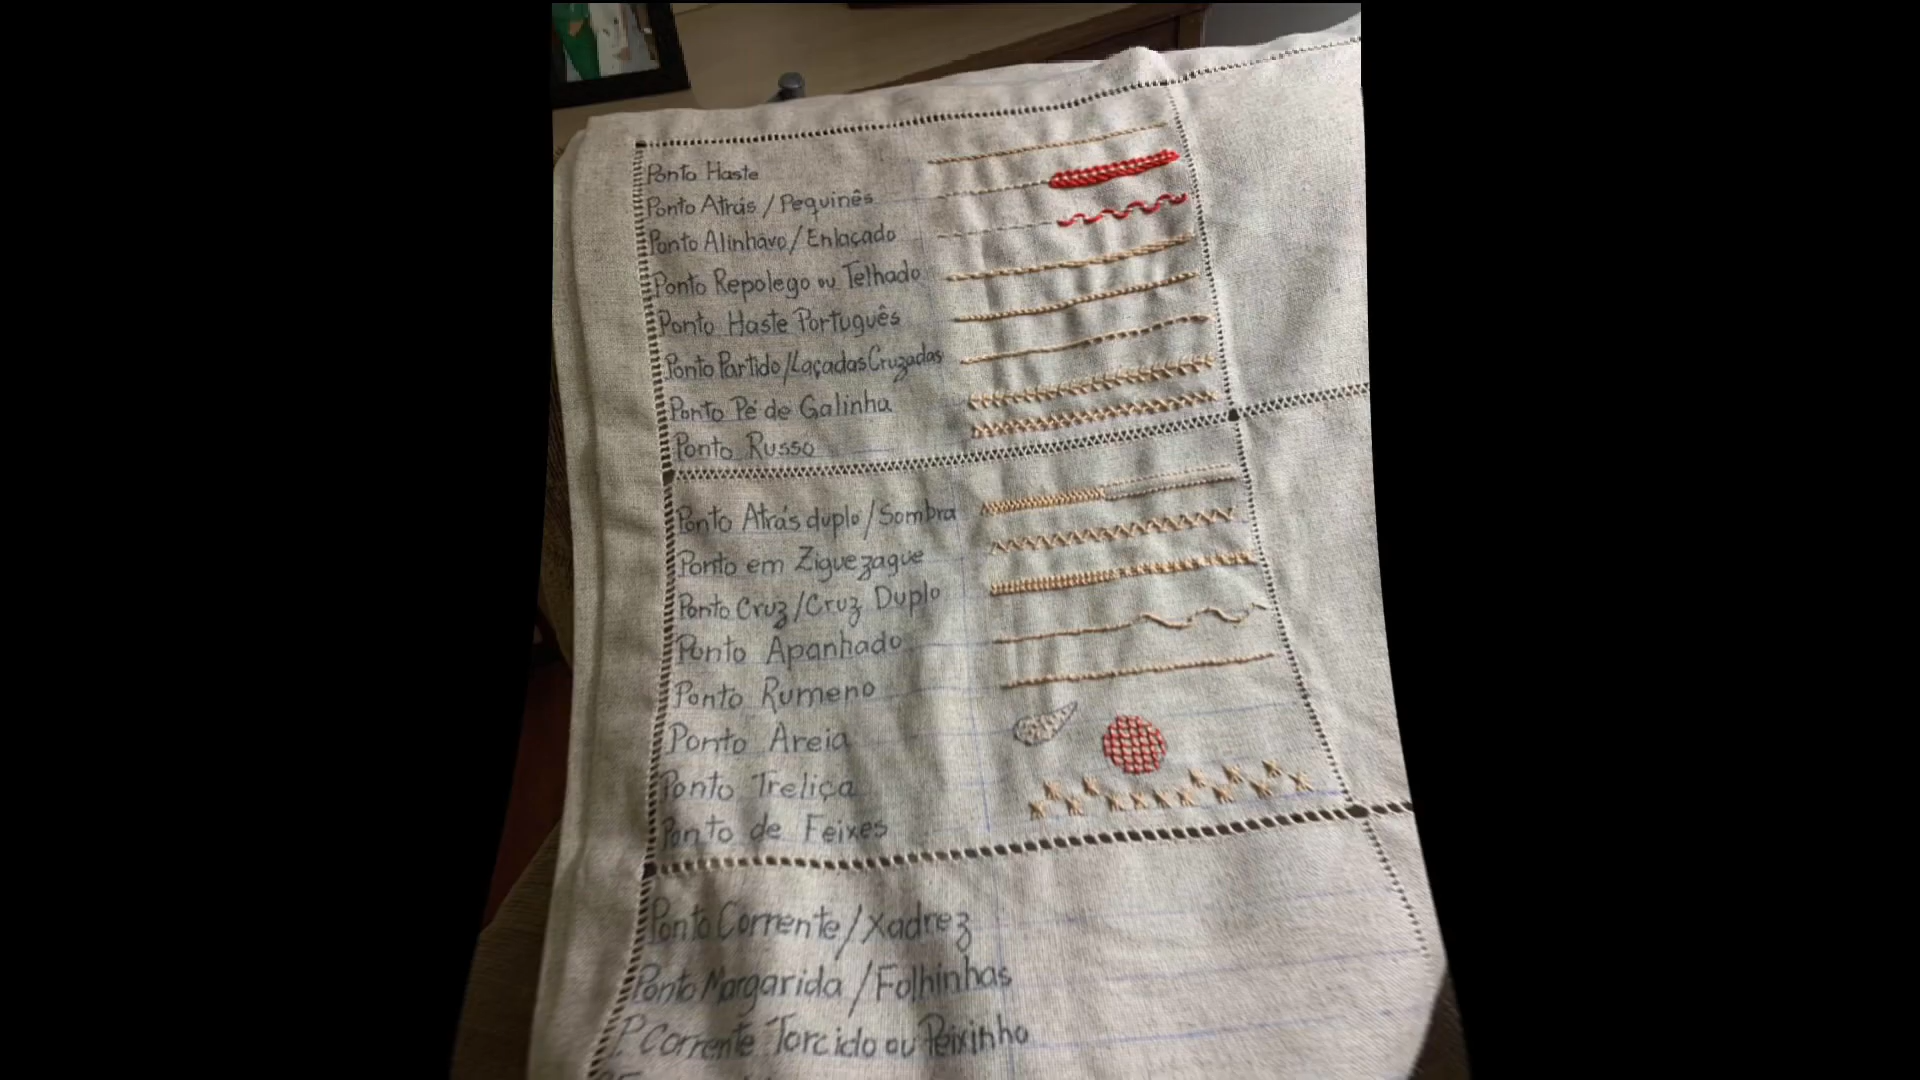 Ponto Haste
Ponto Atrás / Pequinês
Ponto Alinhavo / Enlaçado
Ponto Repolego ou Telhado
Ponto Haste Português
Ponto Partido / Laçadas Cruzadas
Ponto Pé de Galinha
Ponto Russo
Ponto Atrás duplo / Sombra
Ponto em Ziguezague
Ponto Cruz / Cruz Duplo
Ponto Apanhado
Ponto Rumeno
Ponto Areia
Ponto Treliça
Ponto de Feixes
Ponto Corrente / Xadrez
Ponto Margarida / Folhinhas
P. Corrente Torcido ou Peixinho